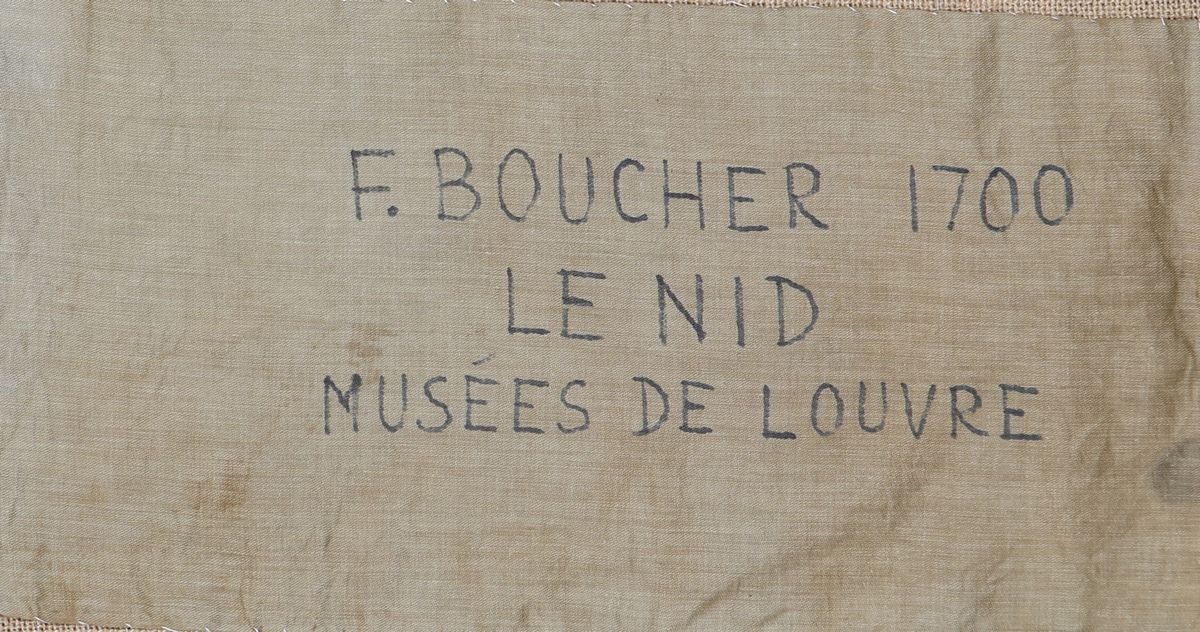 F. BOUCHER 1700
LE NID
MUSÉES DE LOUVRE